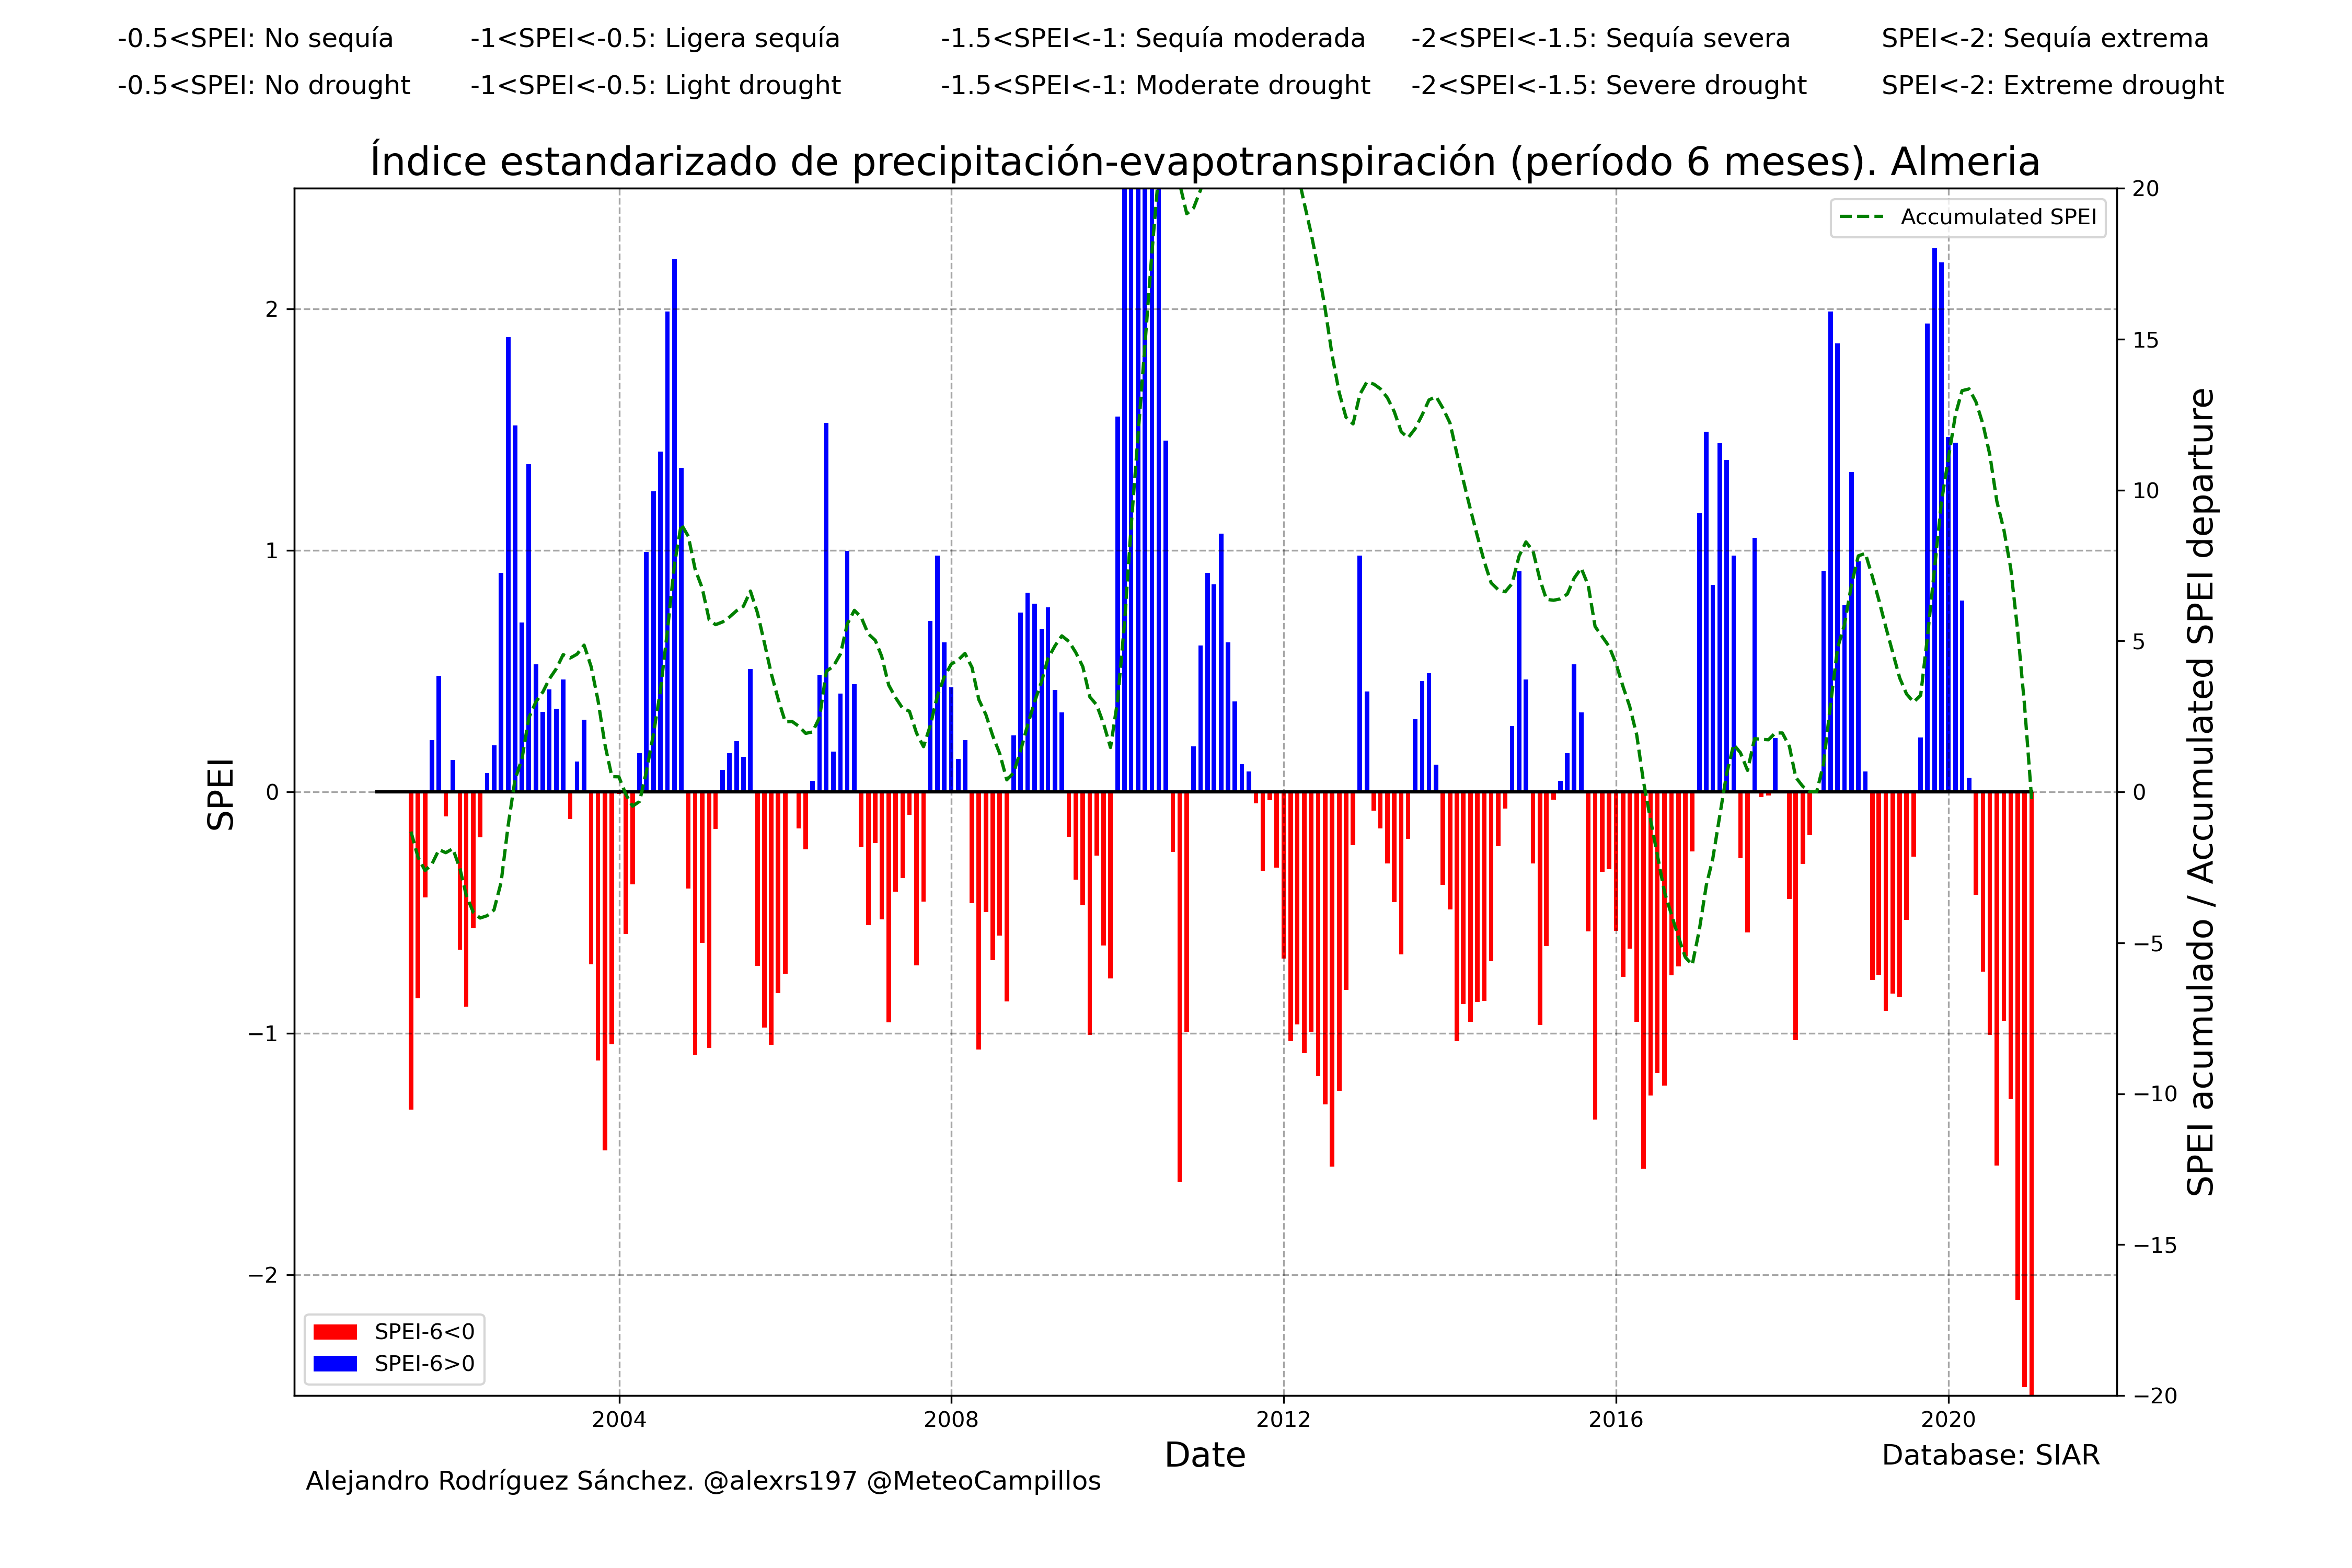 -0.5<SPEI: No sequía -1<SPEI<-0.5: Ligera sequía -1.5<SPEI<-1: Sequía moderada -2<SPEI<-1.5: Sequía severa SPEI<-2: Sequía extrema
-0.5<SPEI: No drought -1<SPEI<-0.5: Light drought -1.5<SPEI<-1: Moderate drought -2<SPEI<-1.5: Severe drought SPEI<-2: Extreme drought
Índice estandarizado de precipitación-evapotranspiración (período 6 meses). Almeria
Accumulated SPEI
SPEI
2
1
0
−1
−2
20
15
10
5
0
−5
−10
−15
−20
SPEI acumulado / Accumulated SPEI departure
SPEI-6<0
SPEI-6>0
2004 2008 2012 2016 2020
Date
Database: SIAR
Alejandro Rodríguez Sánchez. @alexrs197 @MeteoCampillos